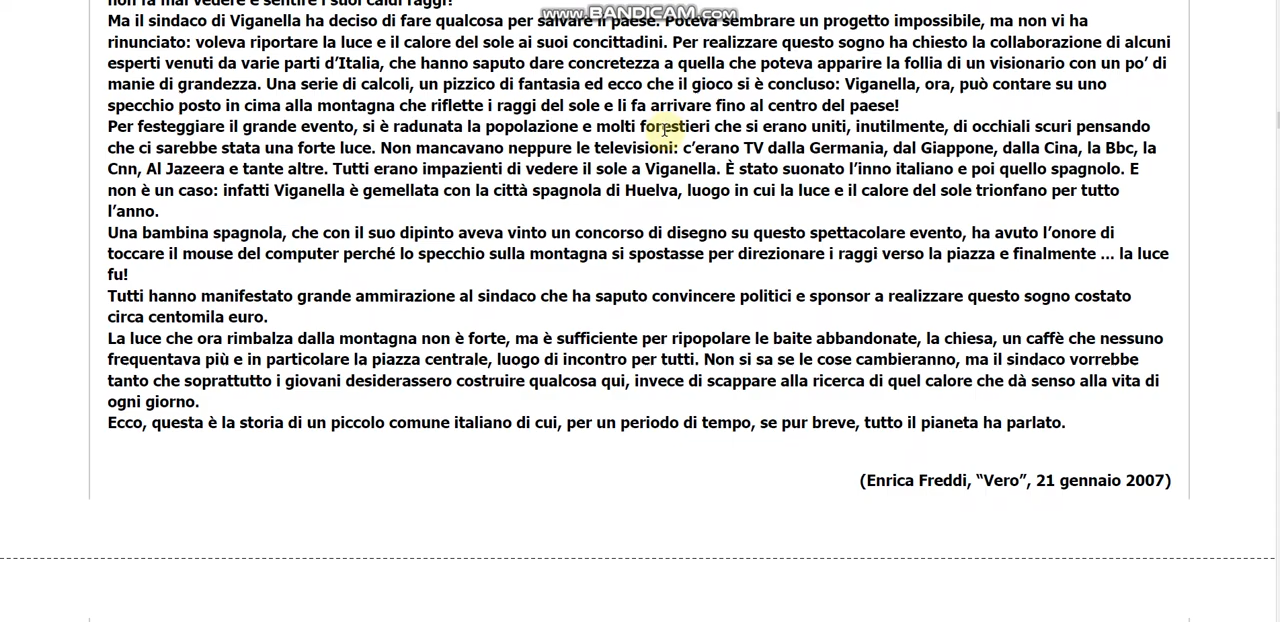 non fa mai vedere e sentire i suoi caldi raggi!
www.BANDICAM.com
Ma il sindaco di Viganella ha deciso di fare qualcosa per salvare il paese. Poteva sembrare un progetto impossibile, ma non vi ha
rinunciato: voleva riportare la luce e il calore del sole ai suoi concittadini. Per realizzare questo sogno ha chiesto la collaborazione di alcuni
esperti venuti da varie parti d’Italia, che hanno saputo dare concretezza a quella che poteva apparire la follia di un visionario con un po’ di
manie di grandezza. Una serie di calcoli, un pizzico di fantasia ed ecco che il gioco si è concluso: Viganella, ora, può contare su uno
specchio posto in cima alla montagna che riflette i raggi del sole e li fa arrivare fino al centro del paese!
Per festeggiare il grande evento, si è radunata la popolazione e molti forestieri che si erano uniti, inutilmente, di occhiali scuri pensando
che ci sarebbe stata una forte luce. Non mancavano neppure le televisioni: c’erano TV dalla Germania, dal Giappone, dalla Cina, la Bbc, la
Cnn, Al Jazeera e tante altre. Tutti erano impazienti di vedere il sole a Viganella. È stato suonato l’inno italiano e poi quello spagnolo. E
non è un caso: infatti Viganella è gemellata con la città spagnola di Huelva, luogo in cui la luce e il calore del sole trionfano per tutto
l’anno.
Una bambina spagnola, che con il suo dipinto aveva vinto un concorso di disegno su questo spettacolare evento, ha avuto l’onore di
toccare il mouse del computer perché lo specchio sulla montagna si spostasse per direzionare i raggi verso la piazza e finalmente ... la luce
fu!
Tutti hanno manifestato grande ammirazione al sindaco che ha saputo convincere politici e sponsor a realizzare questo sogno costato
circa centomila euro.
La luce che ora rimbalza dalla montagna non è forte, ma è sufficiente per ripopolare le baite abbandonate, la chiesa, un caffè che nessuno
frequentava più e in particolare la piazza centrale, luogo di incontro per tutti. Non si sa se le cose cambieranno, ma il sindaco vorrebbe
tanto che soprattutto i giovani desiderassero costruire qualcosa qui, invece di scappare alla ricerca di quel calore che dà senso alla vita di
ogni giorno.
Ecco, questa è la storia di un piccolo comune italiano di cui, per un periodo di tempo, se pur breve, tutto il pianeta ha parlato.
(Enrica Freddi, “Vero”, 21 gennaio 2007)